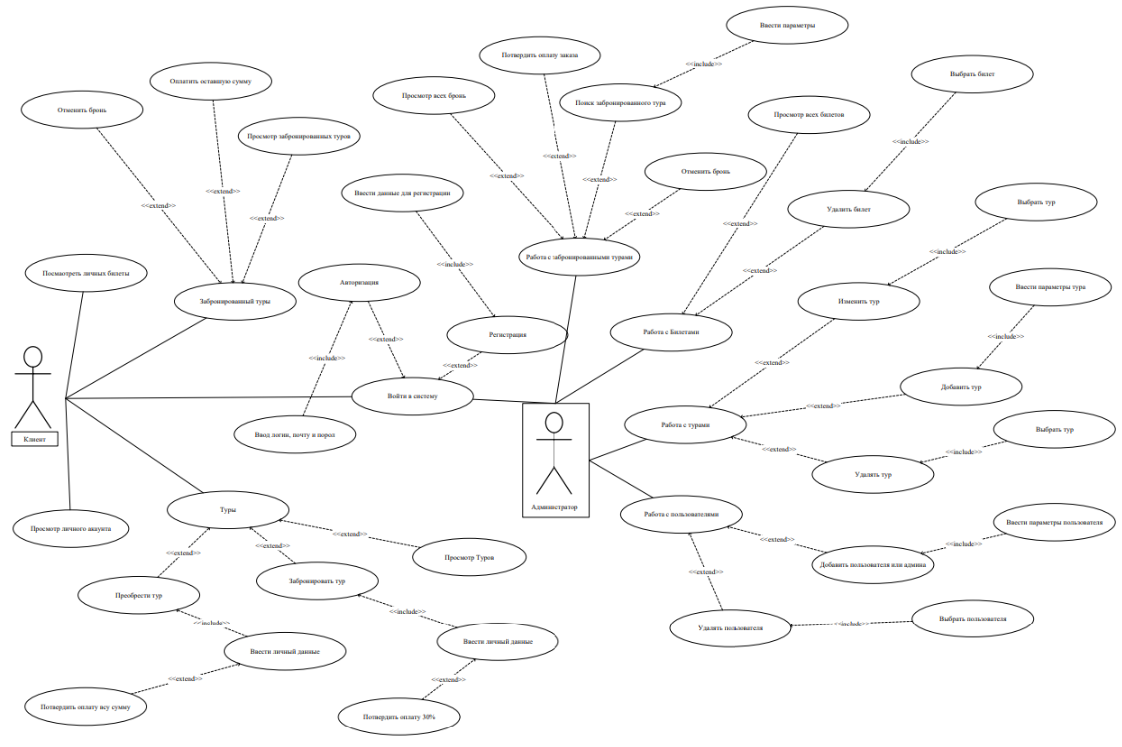 Ввести параметры
Потвердить оплату заказа
<<include>>
Выбрать билет
Оплатить оставшую сумму
Просмотр всех бронь
Поиск забронированного тура
Отменить бронь
Просмотр всех билетов
Просмотр забронированных туров
<<include>>
<<extend>>
Отменить бронь
<<extend>>
<<extend>>
Ввести данные для регистрации
<<extend>>
Выбрать тур
<<extend>>
Удалить билет
<<extend>>
<<extend>>
<<extend>>
<<include>>
Работа с забронированными турами
<<include>>
Посмотреть личных билеты
<<extend>>
Авторизация
Ввести параметры тура
Забронированный туры
Изменить тур
Регистрация
Работа с Билетами
<<extend>>
<<include>>
<<include>>
<<extend>>
<<extend>>
Добавить тур
Войти в систему
<<extend>>
Работа с турами
Выбрать тур
Ввод логин, почту и порол
Клиент
<<extend>>
<<include>>
Удалять тур
Администратор
Туры
Работа с пользователями
Ввести параметры пользователя
Просмотр личного акаунта
<<extend>>
<<extend>>
<<include>>
<<extend>>
<<extend>>
Просмотр Туров
Добавить пользователя или админа
<<extend>>
Забронировать тур
Преобрести тур
<<include>>
Выбрать пользователя
<<include>>
<<include>>
Удалять пользователя
Ввести личный данные
Ввести личный данные
<<extend>>
<<extend>>
Потвердить оплату всу сумму
Потвердить оплату 30%